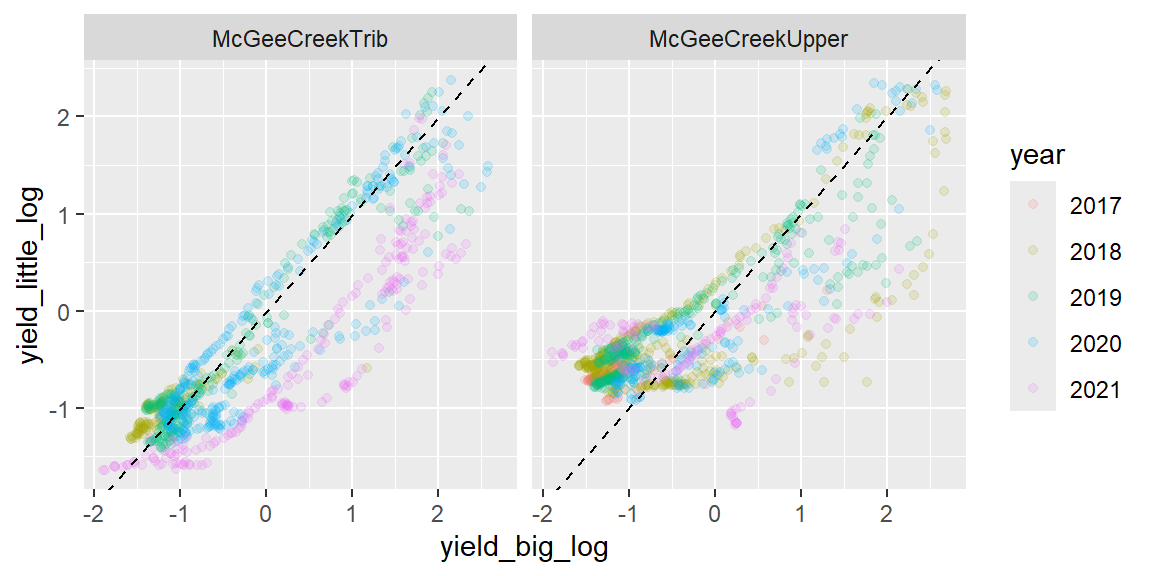 McGeeCreekTrib McGeeCreekUpper
yield_little_log
2
1
0
-1
-2 -1 0 1 2 -2 -1 0 1 2
yield_big_log
year
2017
2018
2019
2020
2021